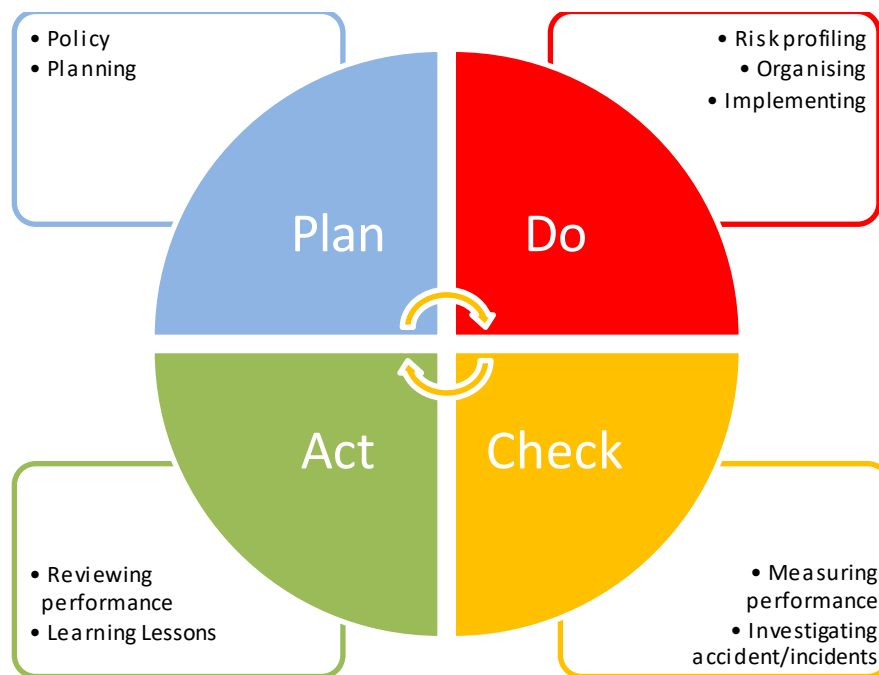 • Policy
• Planning
• Risk profiling
• Organising
• Implementing
Plan
Do
Act
Check
• Reviewing
performance
• Learning Lessons
• Measuring
performance
• Investigating
accident/incidents